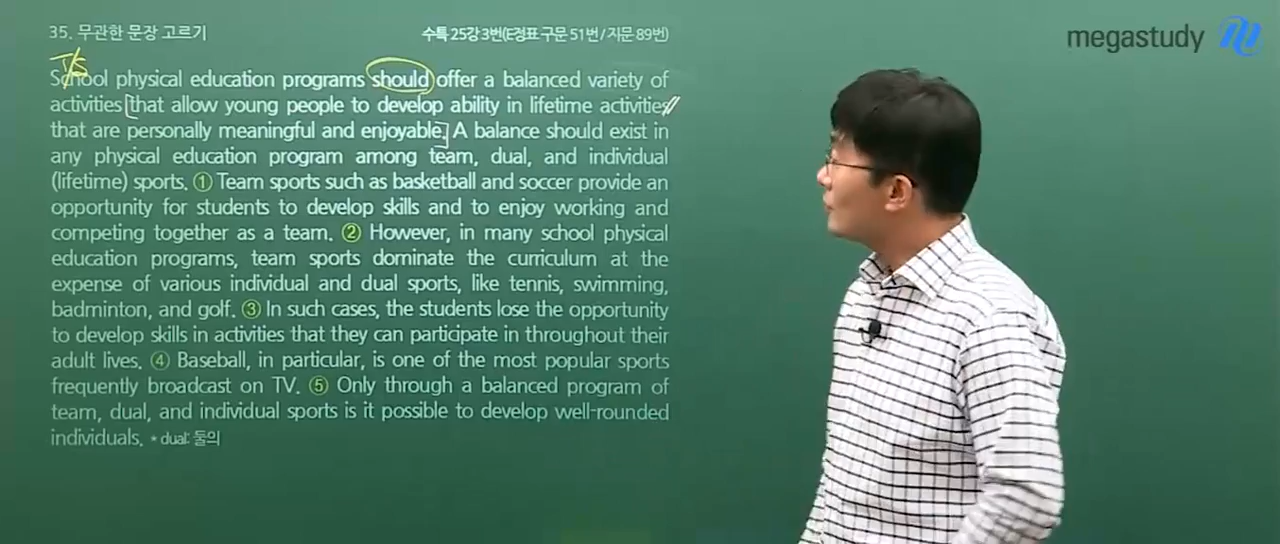 35. 무관한 문장 고르기
수특 25강 3번(E정표 구문 51번 / 지문 89번)
megastudy
T/S
School physical education programs should offer a balanced variety of
activities [that allow young people to develop ability in lifetime activities//
that are personally meaningful and enjoyable.] A balance should exist in
any physical education program among team, dual, and individual
(lifetime) sports. ① Team sports such as basketball and soccer provide an
opportunity for students to develop skills and to enjoy working and
competing together as a team. ② However, in many school physical
education programs, team sports dominate the curriculum at the
expense of various individual and dual sports, like tennis, swimming,
badminton, and golf. ③ In such cases, the students lose the opportunity
to develop skills in activities that they can participate in throughout their
adult lives. ④ Baseball, in particular, is one of the most popular sports
frequently broadcast on TV. ⑤ Only through a balanced program of
team, dual, and individual sports is it possible to develop well-rounded
individuals. * dual: 둘의